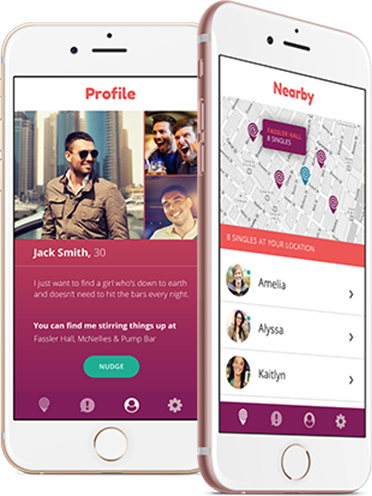 Profile
Jack Smith, 30
I just want to find a girl who's down to earth
and doesn't need to hit the bars every night.
You can find me stirring things up at
Fassler Hall, McNellies & Pump Bar
NUDGE
Nearby
FASSLER HALL
8 SINGLES
8 SINGLES AT YOUR LOCATION
Amelia
Alyssa
Kaitlyn